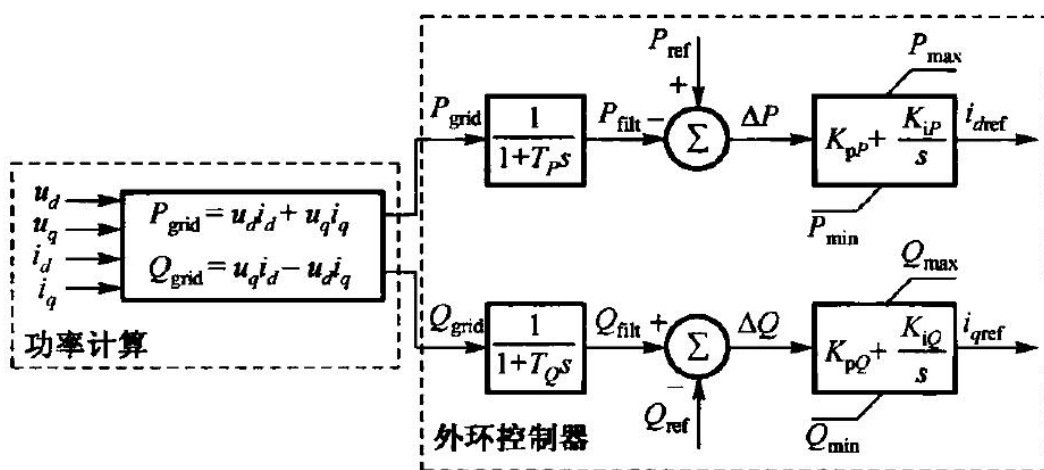 u_d
u_q
i_d
i_q
P_grid = u_d i_d + u_q i_q
Q_grid = u_q i_d − u_d i_q
功率计算
P_grid
1
1+T_P s
P_filt
−
P_ref
+
Σ
ΔP
P_max
K_pP + K_iP
s
P_min
i_dref
Q_grid
1
1+T_Q s
Q_filt
+
Σ
−
Q_ref
ΔQ
Q_max
K_pQ + K_iQ
s
Q_min
i_qref
外环控制器